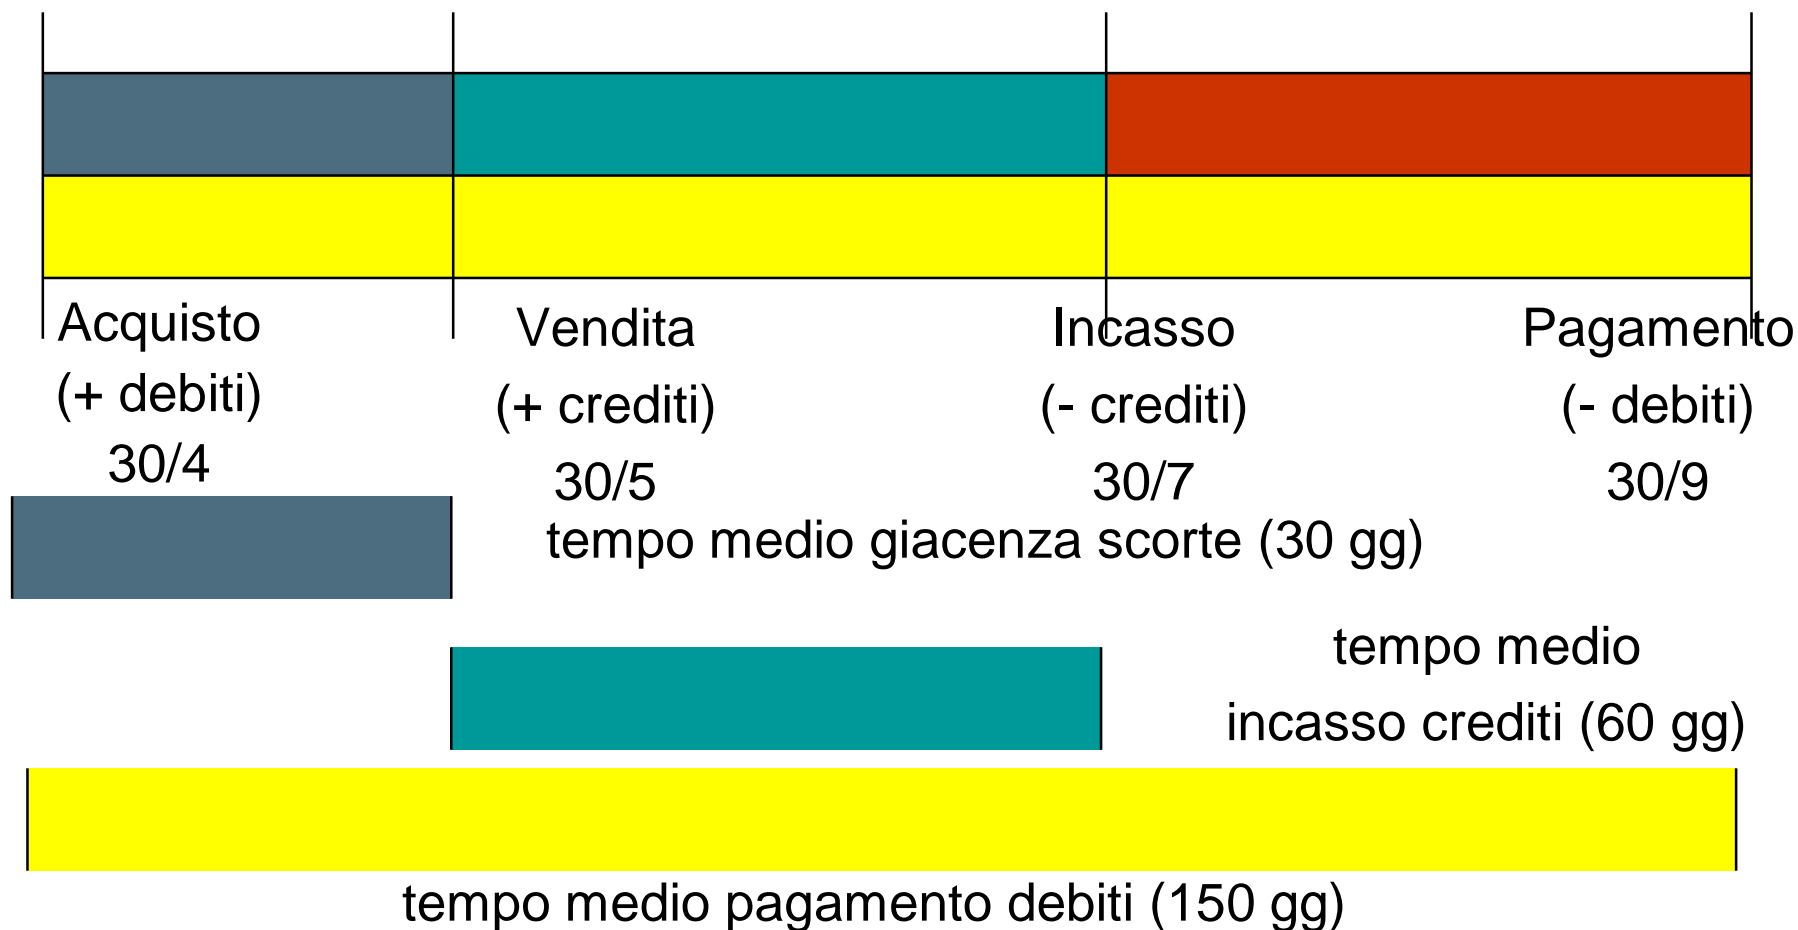 Acquisto
(+ debiti)
30/4
Vendita
(+ crediti)
30/5
Incasso
(- crediti)
30/7
Pagamento
(- debiti)
30/9
tempo medio giacenza scorte (30 gg)
tempo medio
incasso crediti (60 gg)
tempo medio pagamento debiti (150 gg)